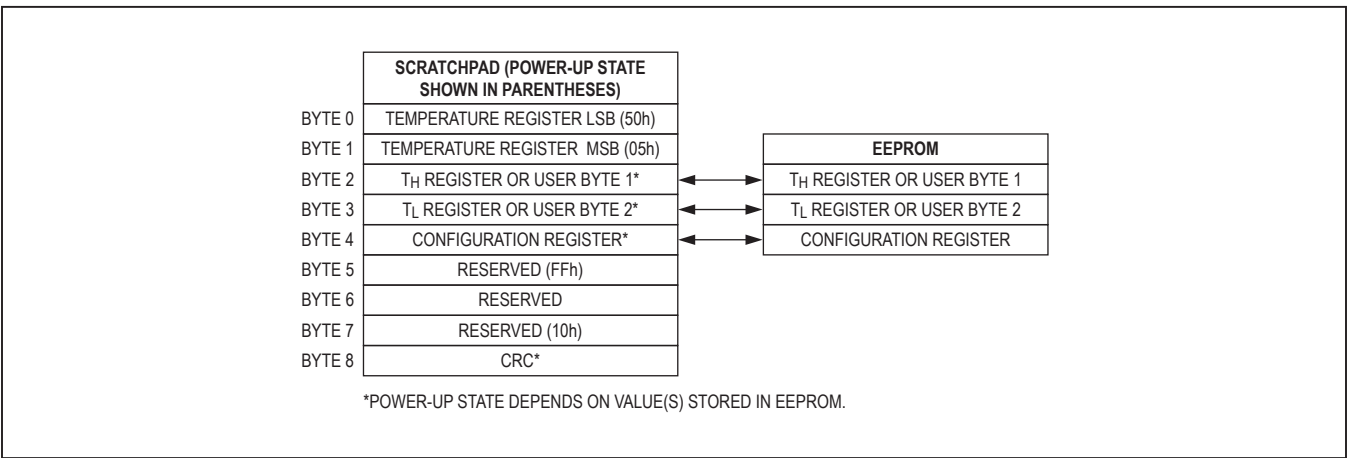 SCRATCHPAD (POWER-UP STATE
SHOWN IN PARENTHESES)
BYTE 0 TEMPERATURE REGISTER LSB (50h)
BYTE 1 TEMPERATURE REGISTER MSB (05h) EEPROM
BYTE 2 TH REGISTER OR USER BYTE 1* TH REGISTER OR USER BYTE 1
BYTE 3 TL REGISTER OR USER BYTE 2* TL REGISTER OR USER BYTE 2
BYTE 4 CONFIGURATION REGISTER* CONFIGURATION REGISTER
BYTE 5 RESERVED (FFh)
BYTE 6 RESERVED
BYTE 7 RESERVED (10h)
BYTE 8 CRC*
*POWER-UP STATE DEPENDS ON VALUE(S) STORED IN EEPROM.